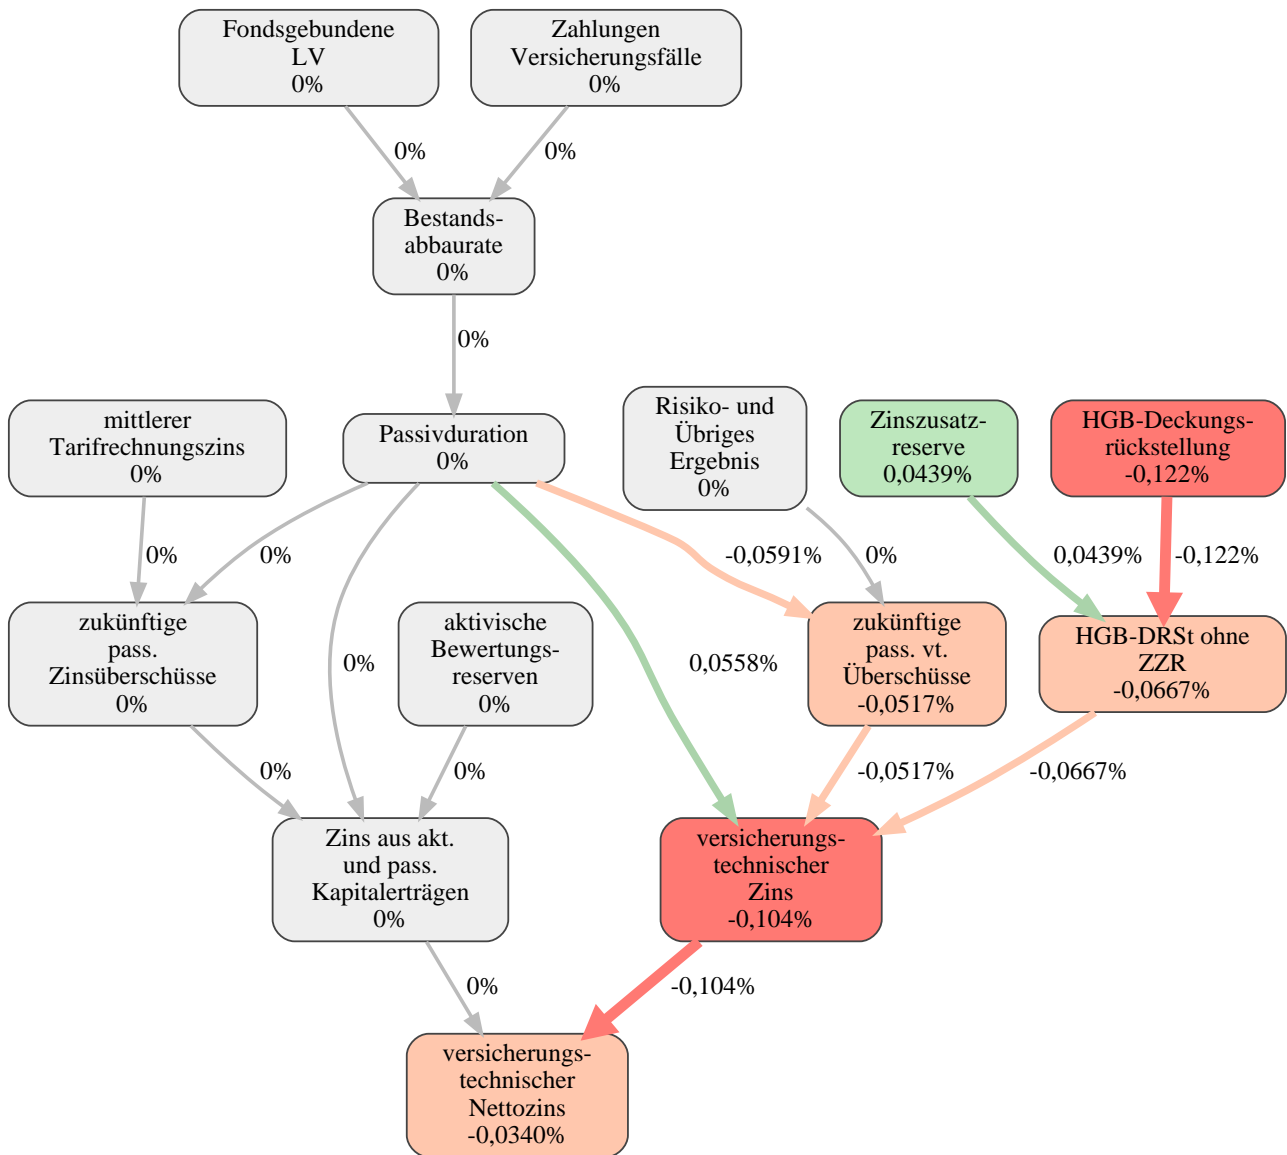 Fondsgebundene
LV
0%
Zahlungen
Versicherungsfälle
0%
0%
0%
Bestands-
abbaurate
0%
0%
mittlerer
Tarifrechnungszins
0%
Passivduration
0%
Risiko- und
Übriges
Ergebnis
0%
Zinszusatz-
reserve
0,0439%
HGB-Deckungs-
rückstellung
-0,122%
0%
0%
-0,0591%
0%
0,0439%
-0,122%
zukünftige
pass.
Zinsüberschüsse
0%
0%
aktivische
Bewertungs-
reserven
0%
0,0558%
zukünftige
pass. vt.
Überschüsse
-0,0517%
HGB-DRSt ohne
ZZR
-0,0667%
0%
0%
-0,0517%
-0,0667%
Zins aus akt.
und pass.
Kapitalerträgen
0%
versicherungs-
technischer
Zins
-0,104%
0%
-0,104%
versicherungs-
technischer
Nettozins
-0,0340%